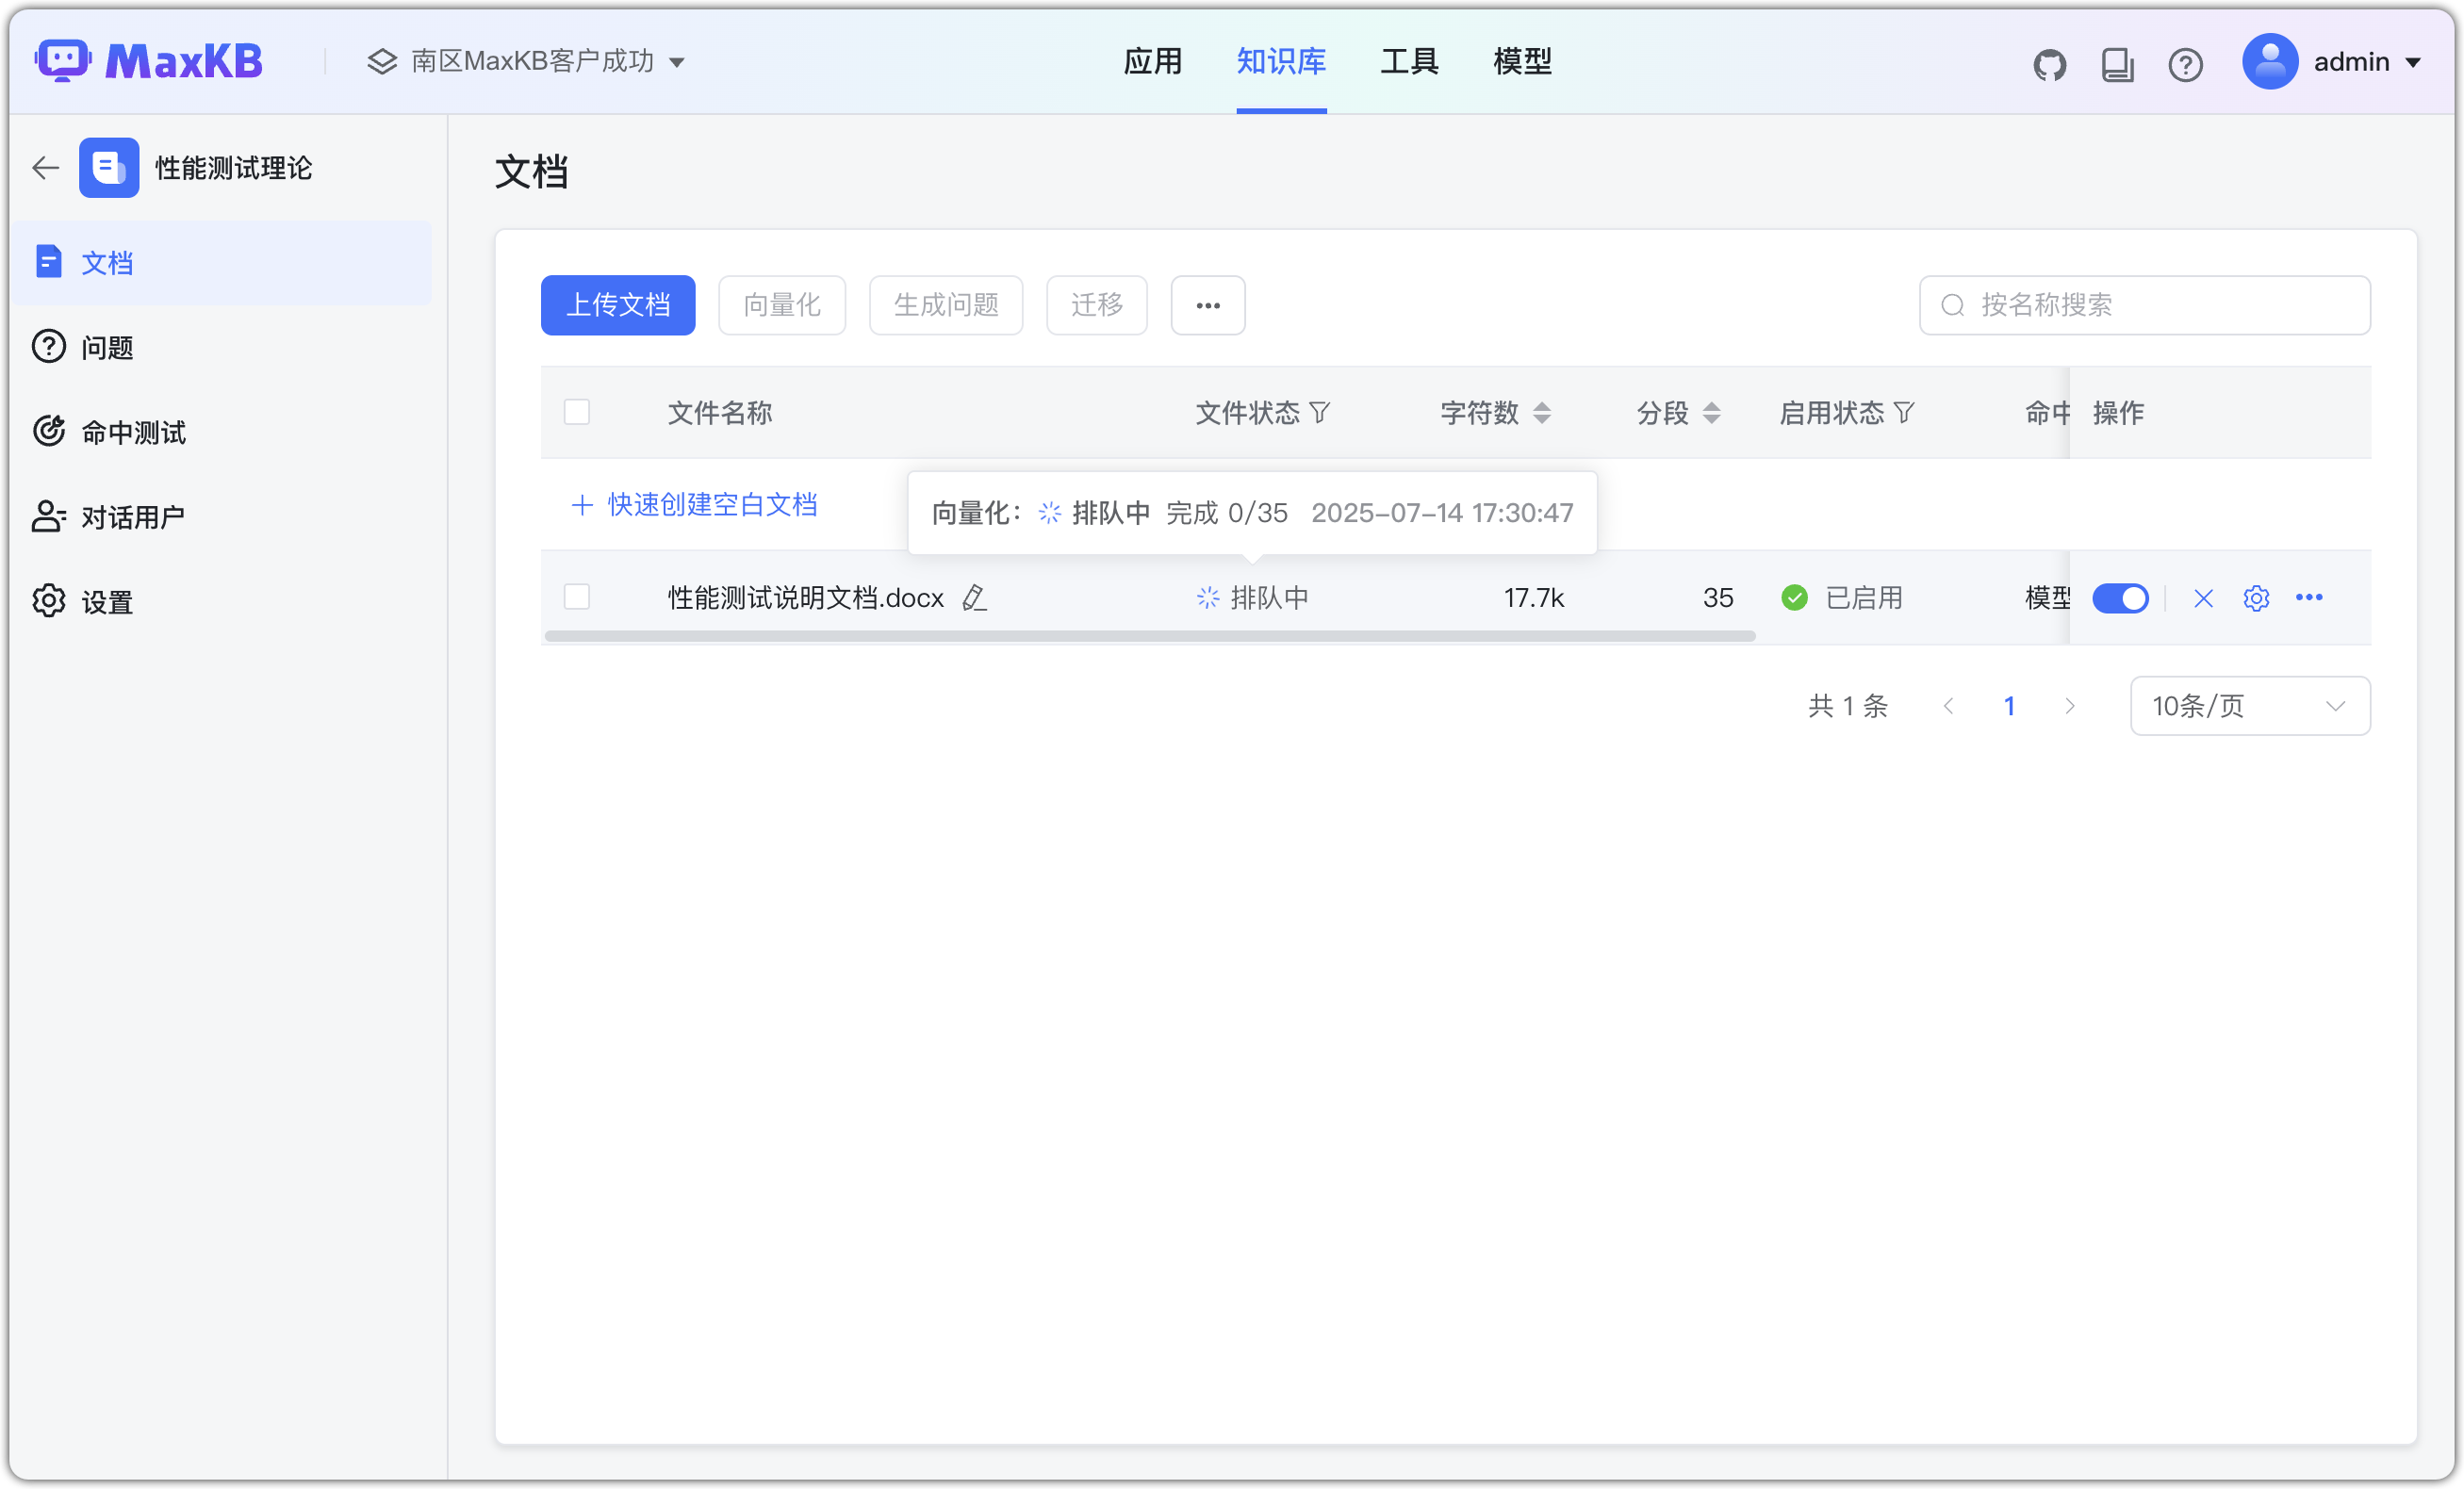 MaxKB
南区MaxKB客户成功
应用 知识库 工具 模型
admin
性能测试理论
文档
问题
命中测试
对话用户
设置
文档
上传文档 向量化 生成问题 迁移
按名称搜索
文件名称 文件状态 字符数 分段 启用状态 命中 操作
快速创建空白文档
向量化： 排队中 完成 0/35 2025-07-14 17:30:47
性能测试说明文档.docx 排队中 17.7k 35 已启用 模型
共 1 条 1 10条/页